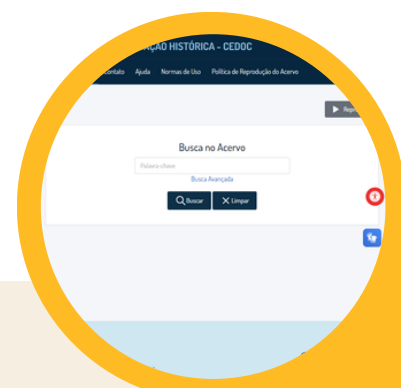 AÇÃO HISTÓRICA - CEDOC
Contato Ajuda Normas de Uso Política de Reprodução do Acervo
Busca no Acervo
Palavra chave
Busca Avançada
Buscar Limpar